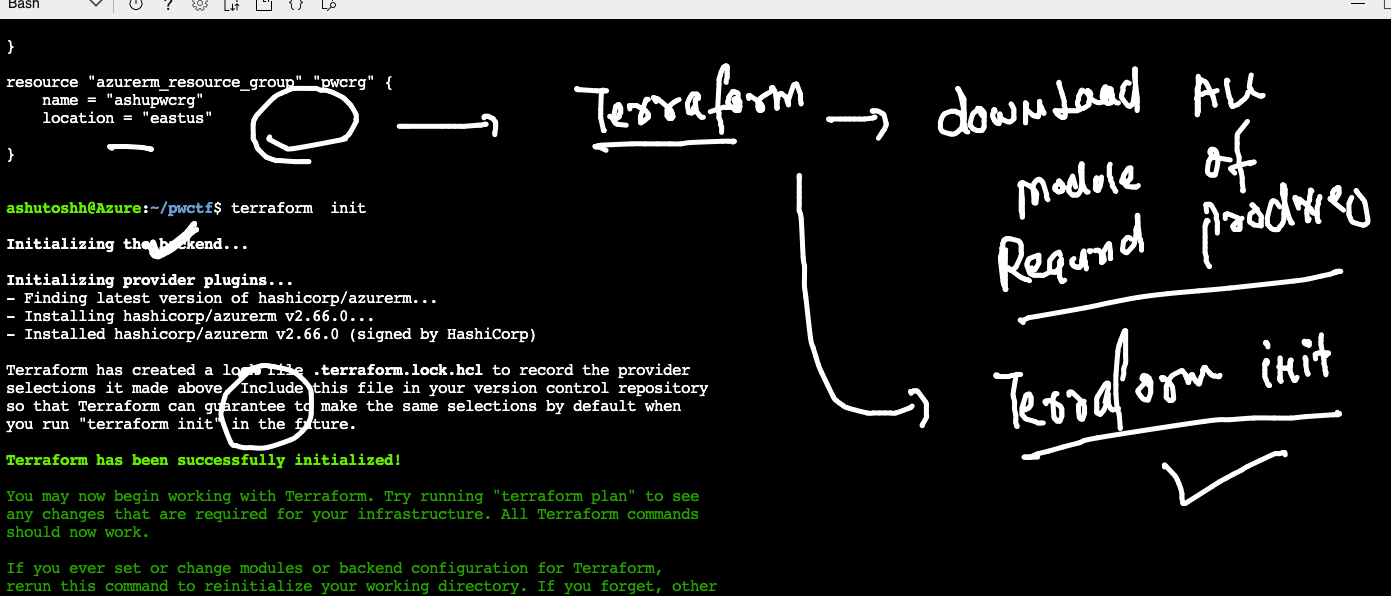 Bash
}
resource "azurerm_resource_group" "pwcrg" {
    name = "ashupwcrg"
    location = "eastus"
}
ashutoshh@Azure:~/pwctf$ terraform  init
Initializing the backend...
Initializing provider plugins...
- Finding latest version of hashicorp/azurerm...
- Installing hashicorp/azurerm v2.66.0...
- Installed hashicorp/azurerm v2.66.0 (signed by HashiCorp)
Terraform has created a lock file .terraform.lock.hcl to record the provider
selections it made above. Include this file in your version control repository
so that Terraform can guarantee to make the same selections by default when
you run "terraform init" in the future.
Terraform has been successfully initialized!
You may now begin working with Terraform. Try running "terraform plan" to see
any changes that are required for your infrastructure. All Terraform commands
should now work.
If you ever set or change modules or backend configuration for Terraform,
rerun this command to reinitialize your working directory. If you forget, other
Terraform
download All
module of
Terraform init